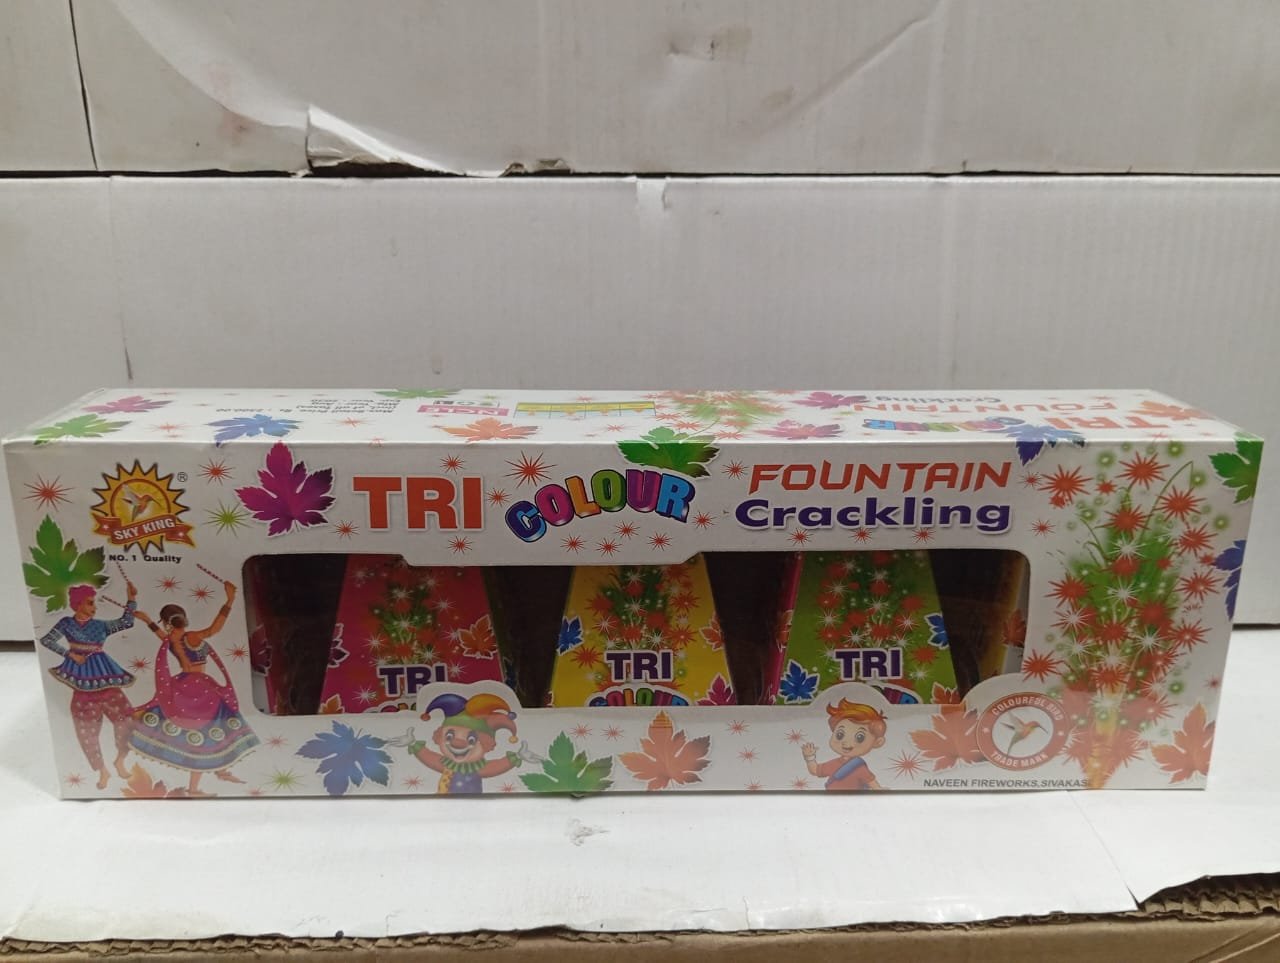 TRI COLOUR FOUNTAIN
Crackling
TRI COLOUR FOUNTAIN
Crackling
SKY KING
®
NO. 1 Quality
TRI
TRI
TRI
COLOUR
COLOURFUL BIRD
TRADE MARK
NAVEEN FIREWORKS,SIVAKASI